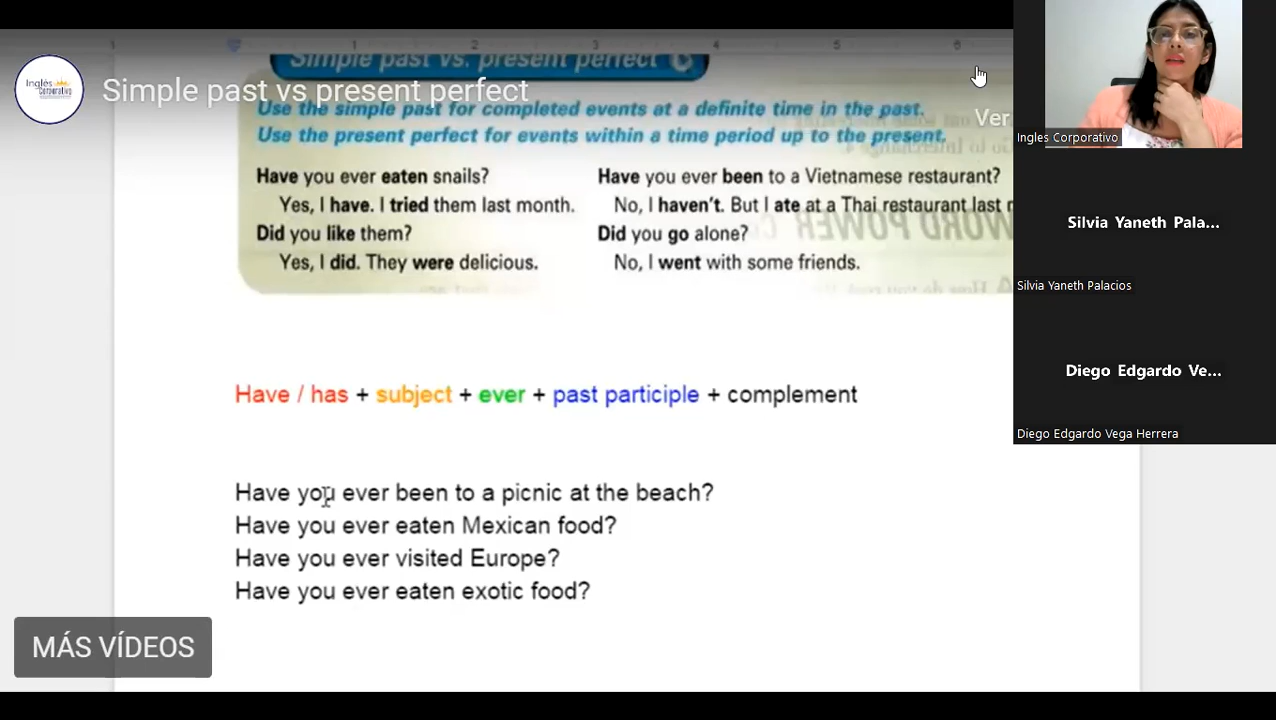 Simple past vs. present perfect
Inglés
Corporativo
Simple past vs present perfect
Use the simple past for completed events at a definite time in the past.
Use the present perfect for events within a time period up to the present.
Ver
Have you ever eaten snails?
Yes, I have. I tried them last month.
Did you like them?
Yes, I did. They were delicious.
Have you ever been to a Vietnamese restaurant?
No, I haven't. But I ate at a Thai restaurant last
Did you go alone?
No, I went with some friends.
WORD POWER
Have / has + subject + ever + past participle + complement
Have you ever been to a picnic at the beach?
Have you ever eaten Mexican food?
Have you ever visited Europe?
Have you ever eaten exotic food?
MÁS VÍDEOS
Ingles Corporativo
Silvia Yaneth Pala...
Silvia Yaneth Palacios
Diego Edgardo Ve...
Diego Edgardo Vega Herrera